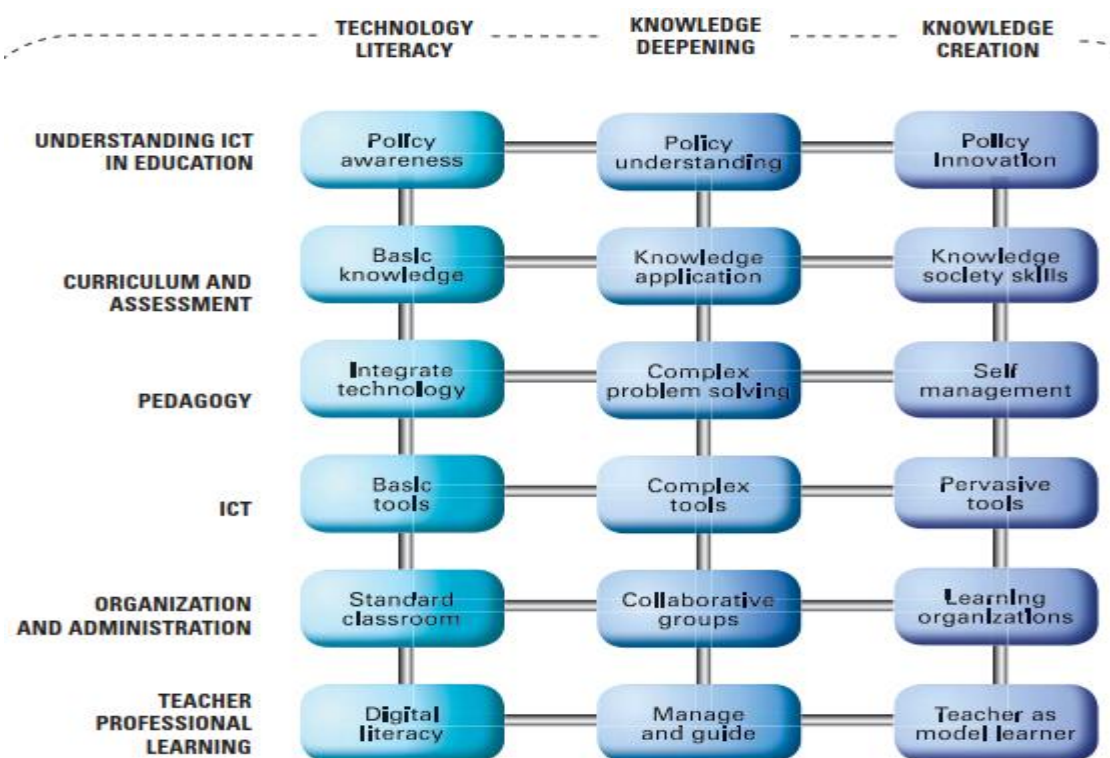 TECHNOLOGY
LITERACY
KNOWLEDGE
DEEPENING
KNOWLEDGE
CREATION
UNDERSTANDING ICT
IN EDUCATION
Policy
awareness
Policy
understanding
Policy
Innovation
CURRICULUM AND
ASSESSMENT
Basic
knowledge
Knowledge
application
Knowledge
society skills
PEDAGOGY
Integrate
technology
Complex
problem solving
Self
management
ICT
Basic
tools
Complex
tools
Pervasive
tools
ORGANIZATION
AND ADMINISTRATION
Standard
classroom
Collaborative
groups
Learning
organizations
TEACHER
PROFESSIONAL
LEARNING
Digital
literacy
Manage
and guide
Teacher as
model learner